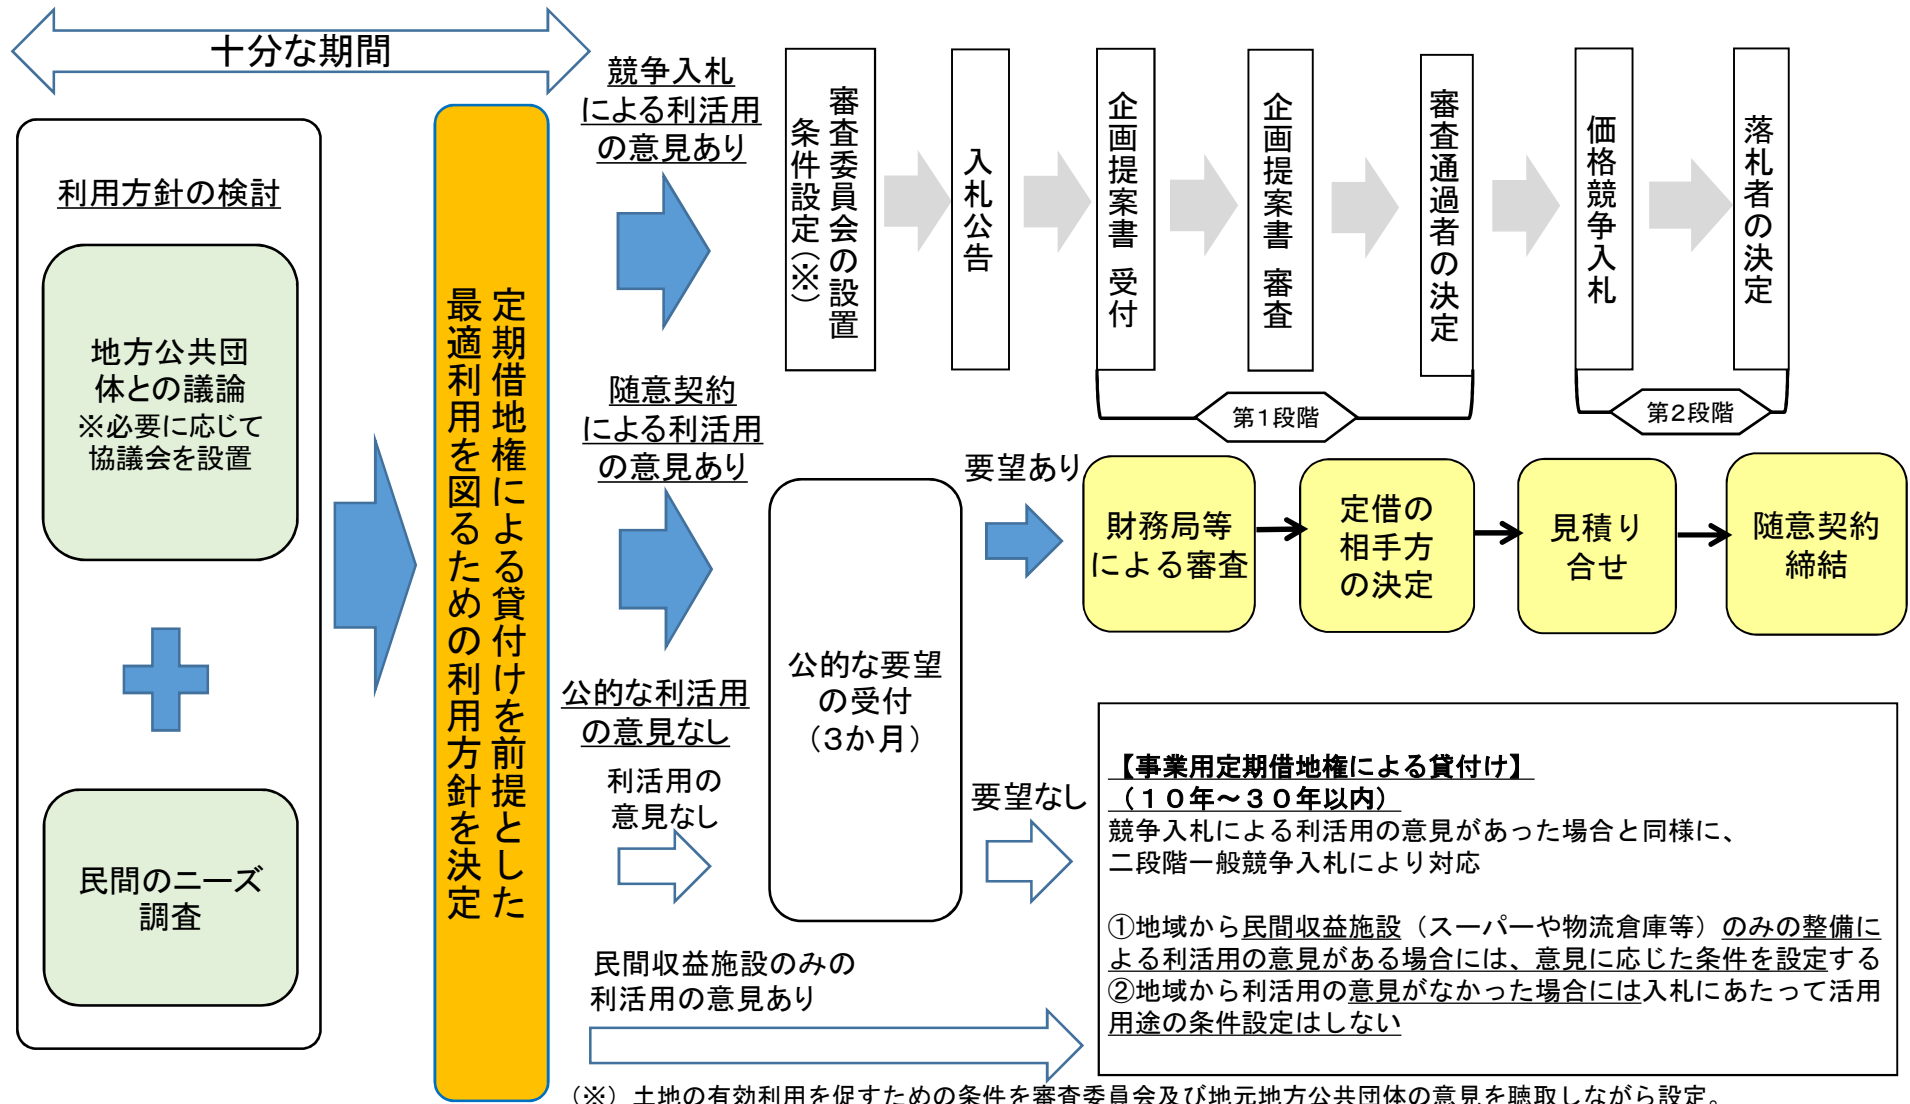 十分な期間
利用方針の検討
地方公共団
体との議論
※必要に応じて
協議会を設置
民間のニーズ
調査
定期借地権による貸付けを前提とした
最適利用を図るための利用方針を決定
競争入札
による利活用
の意見あり
審査委員会の設置
条件設定(※)
入札公告
企画提案書 受付
企画提案書 審査
審査通過者の決定
価格競争入札
落札者の決定
第1段階
第2段階
随意契約
による利活用
の意見あり
公的な利活用
の意見なし
利活用の
意見なし
公的な要望
の受付
(3か月)
要望あり
財務局等
による審査
定借の
相手方
の決定
見積り
合せ
随意契約
締結
要望なし
民間収益施設のみの
利活用の意見あり
【事業用定期借地権による貸付け】
(10年~30年以内)
競争入札による利活用の意見があった場合と同様に、
二段階一般競争入札により対応
①地域から民間収益施設(スーパーや物流倉庫等)のみの整備に
よる利活用の意見がある場合には、意見に応じた条件を設定する
②地域から利活用の意見がなかった場合には入札にあたって活用
用途の条件設定はしない
(※)土地の有効利用を促すための条件を審査委員会及び地元地方公共団体の意見を聴取しながら設定。